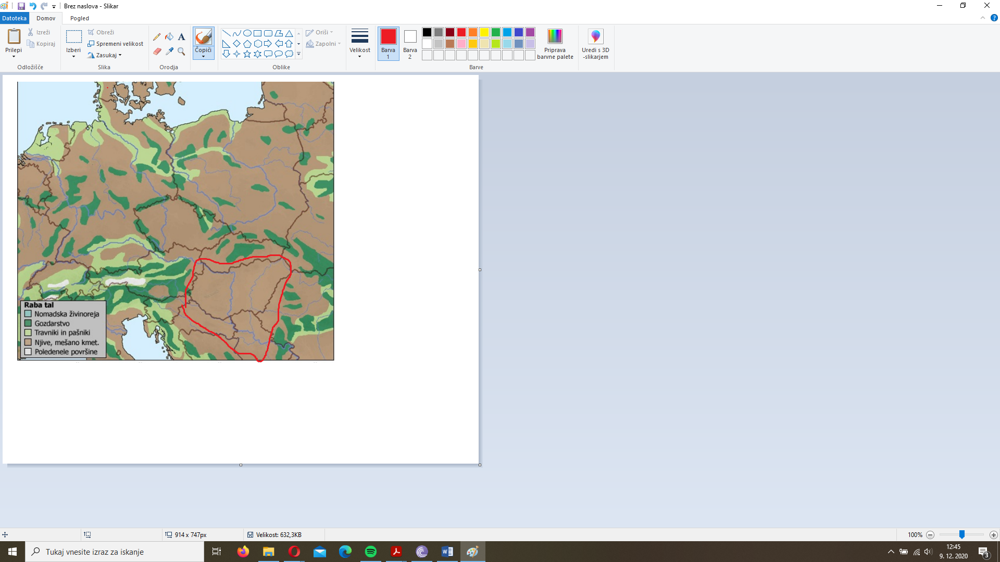 Brez naslova - Slikar
Datoteka Domov Pogled
Prilepi
Izreži
Kopiraj
Odložišče
Izberi
Obreži
Spremeni velikost
Zasukaj
Slika
A
Orodja
Čopiči
Oriši
Zapolni
Oblike
Velikost
Barva
1
Barva
2
Priprava
barvne palete
Barve
Uredi s 3D
-slikarjem
Raba tal
Nomadska živinoreja
Gozdarstvo
Travniki in pašniki
Njive, mešano kmet.
Poledenele površine
914 x 747px
Velikost: 632,3KB
100%
Tukaj vnesite izraz za iskanje
12:45
9. 12. 2020
3